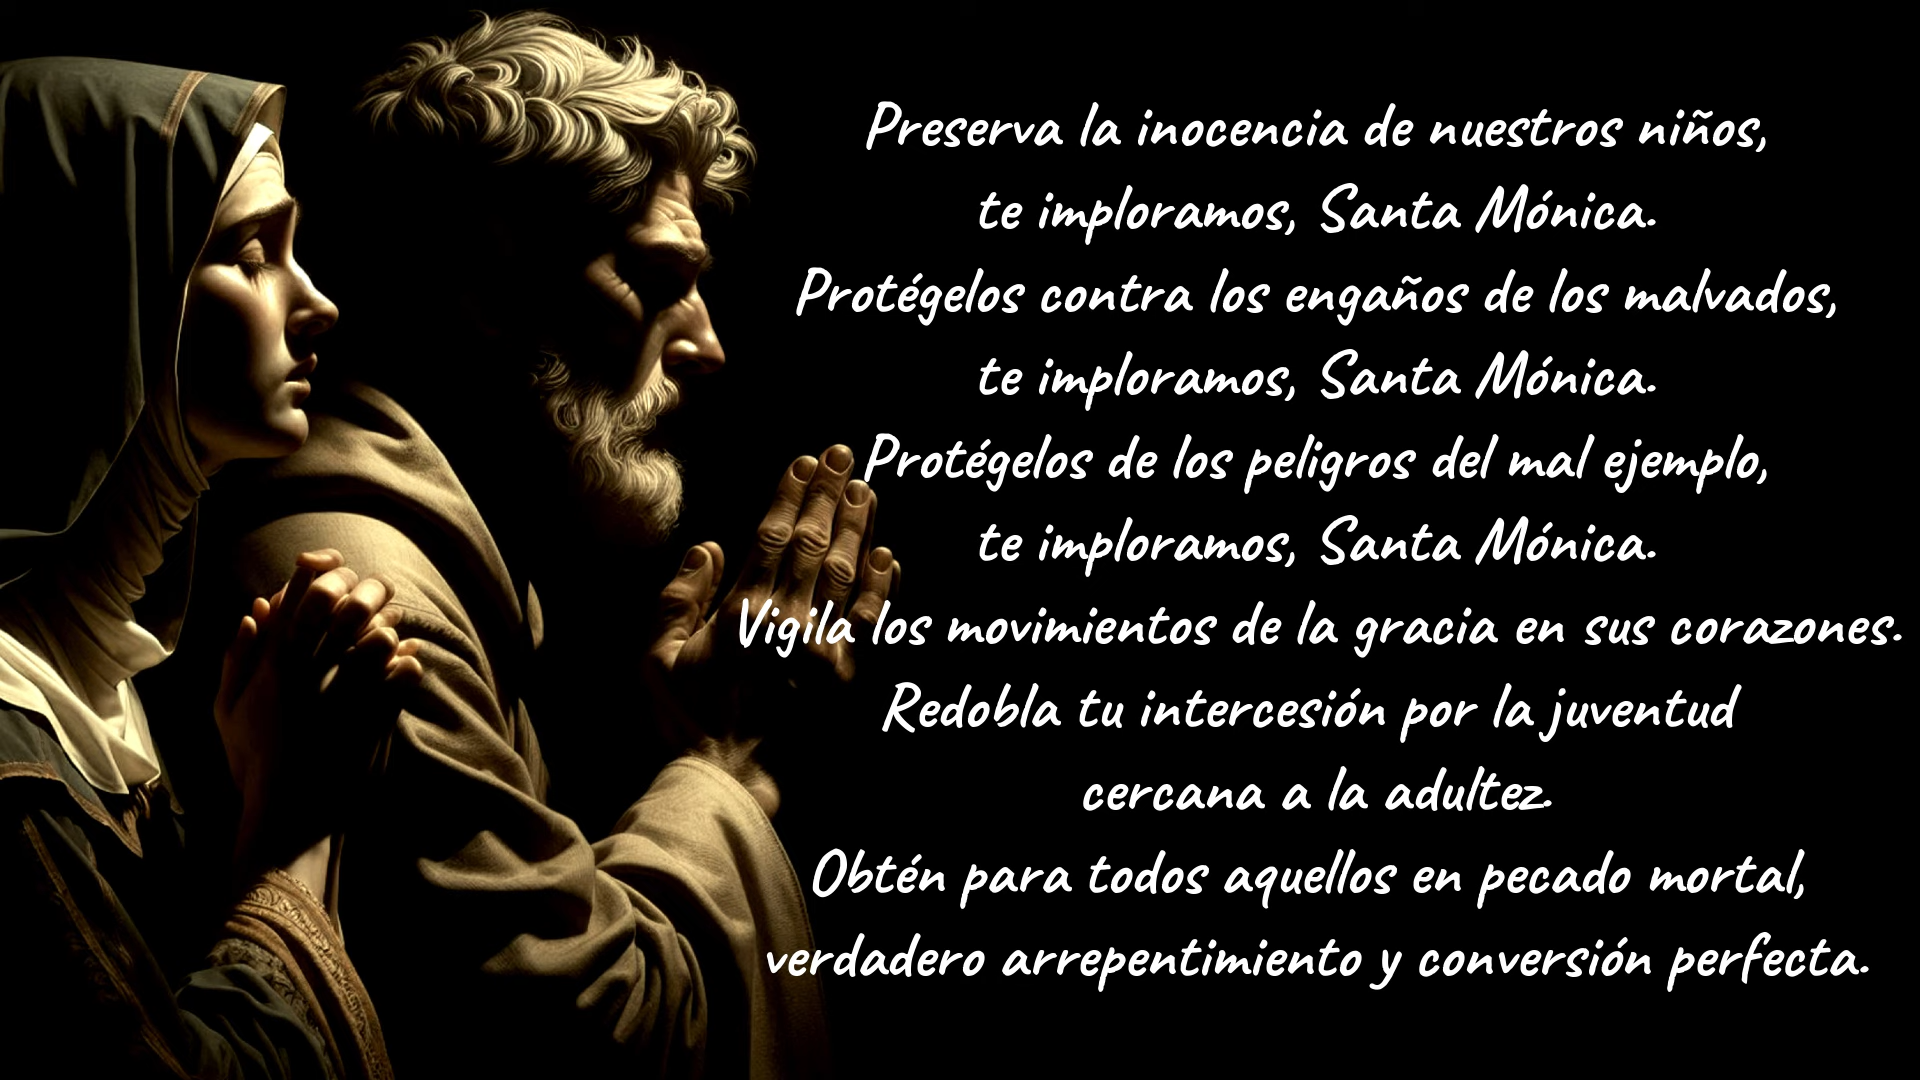 Preserva la inocencia de nuestros niños,
te imploramos, Santa Mónica.
Protégelos contra los engaños de los malvados,
te imploramos, Santa Mónica.
Protégelos de los peligros del mal ejemplo,
te imploramos, Santa Mónica.
Vigila los movimientos de la gracia en sus corazones.
Redobla tu intercesión por la juventud
cercana a la adultez.
Obtén para todos aquellos en pecado mortal,
verdadero arrepentimiento y conversión perfecta.